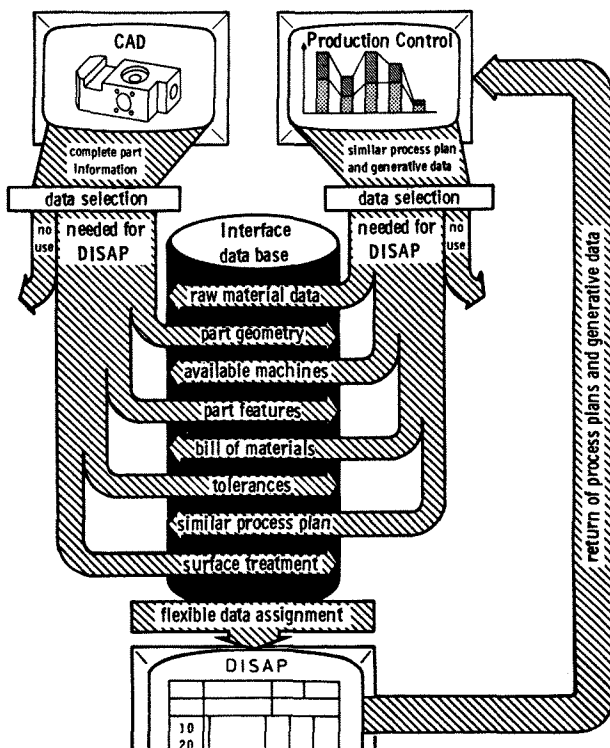 CAD
Production Control
complete part
information
similar process plan
and generative data
data selection
data selection
no
use
needed for
DISAP
Interface
data base
needed for
DISAP
no
use
raw material data
part geometry
available machines
part features
bill of materials
tolerances
similar process plan
surface treatment
flexible data assignment
DISAP
10
20
return of process plans and generative data